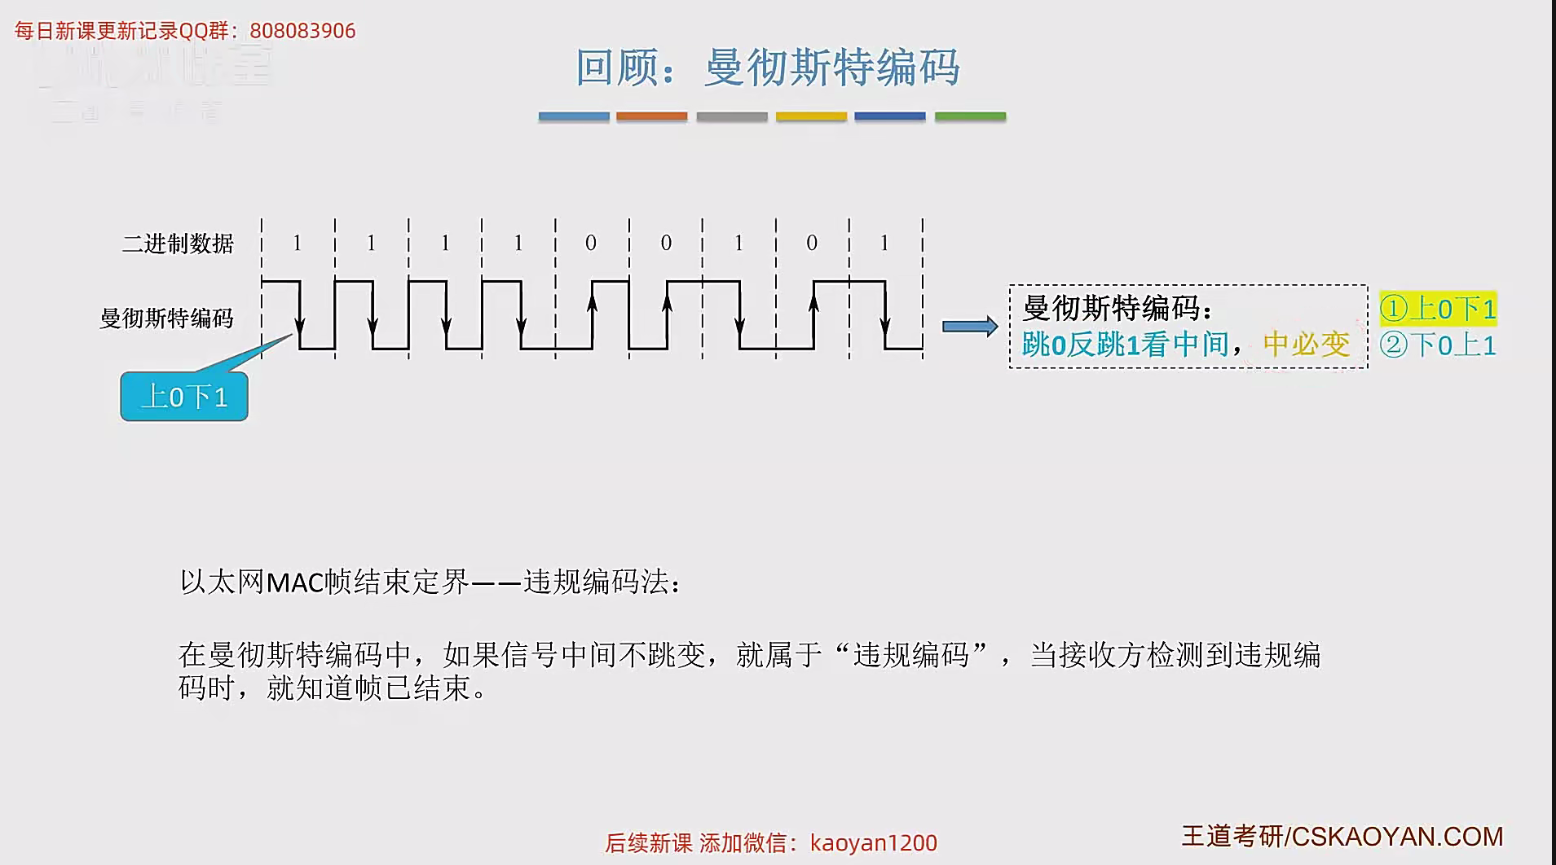 每日新课更新记录QQ群：808083906
回顾：曼彻斯特编码
二进制数据 1 1 1 1 0 0 1 0 1
曼彻斯特编码
上0下1
曼彻斯特编码：
跳0反跳1看中间，中必变
①上0下1
②下0上1
以太网MAC帧结束定界——违规编码法：
在曼彻斯特编码中，如果信号中间不跳变，就属于“违规编码”，当接收方检测到违规编
码时，就知道帧已结束。
后续新课 添加微信：kaoyan1200
王道考研/CSKAOYAN.COM